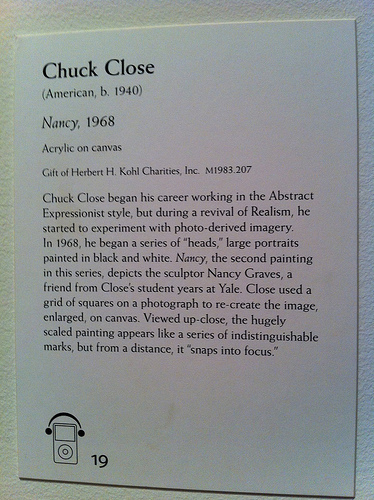 Chuck Close
(American, b. 1940)
Nancy, 1968
Acrylic on canvas
Gift of Herbert H. Kohl Charities, Inc. M1983.207
Chuck Close began his career working in the Abstract
Expressionist style, but during a revival of Realism, he
started to experiment with photo-derived imagery.
In 1968, he began a series of “heads,” large portraits
painted in black and white. Nancy, the second painting
in this series, depicts the sculptor Nancy Graves, a
friend from Close’s student years at Yale. Close used a
grid of squares on a photograph to re-create the image,
enlarged, on canvas. Viewed up-close, the hugely
scaled painting appears like a series of indistinguishable
marks, but from a distance, it “snaps into focus.”
19